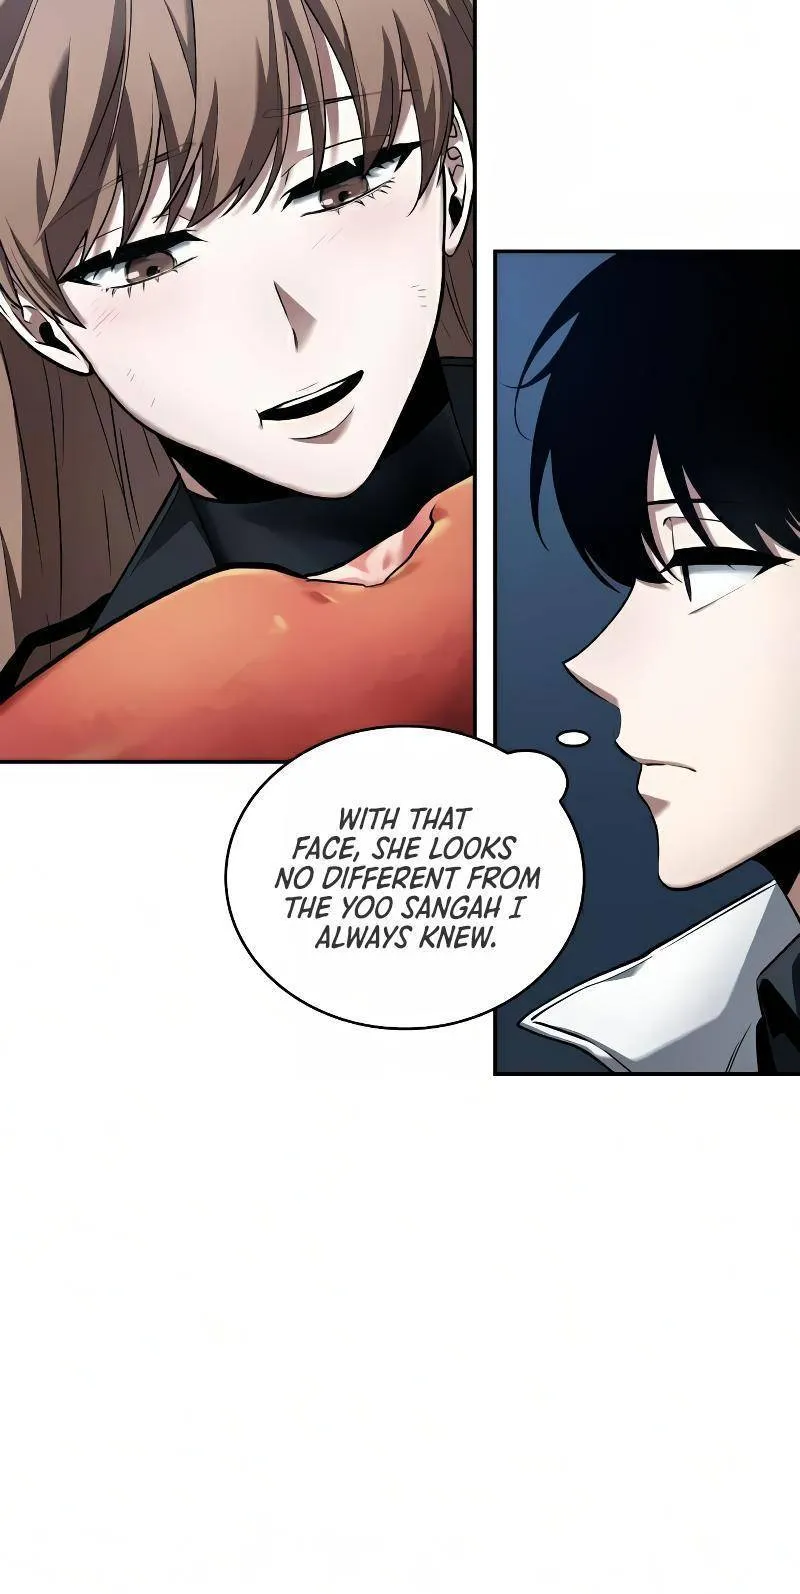 WITH THAT
FACE, SHE LOOKS
NO DIFFERENT FROM
THE YOO SANGAH I
ALWAYS KNEW.